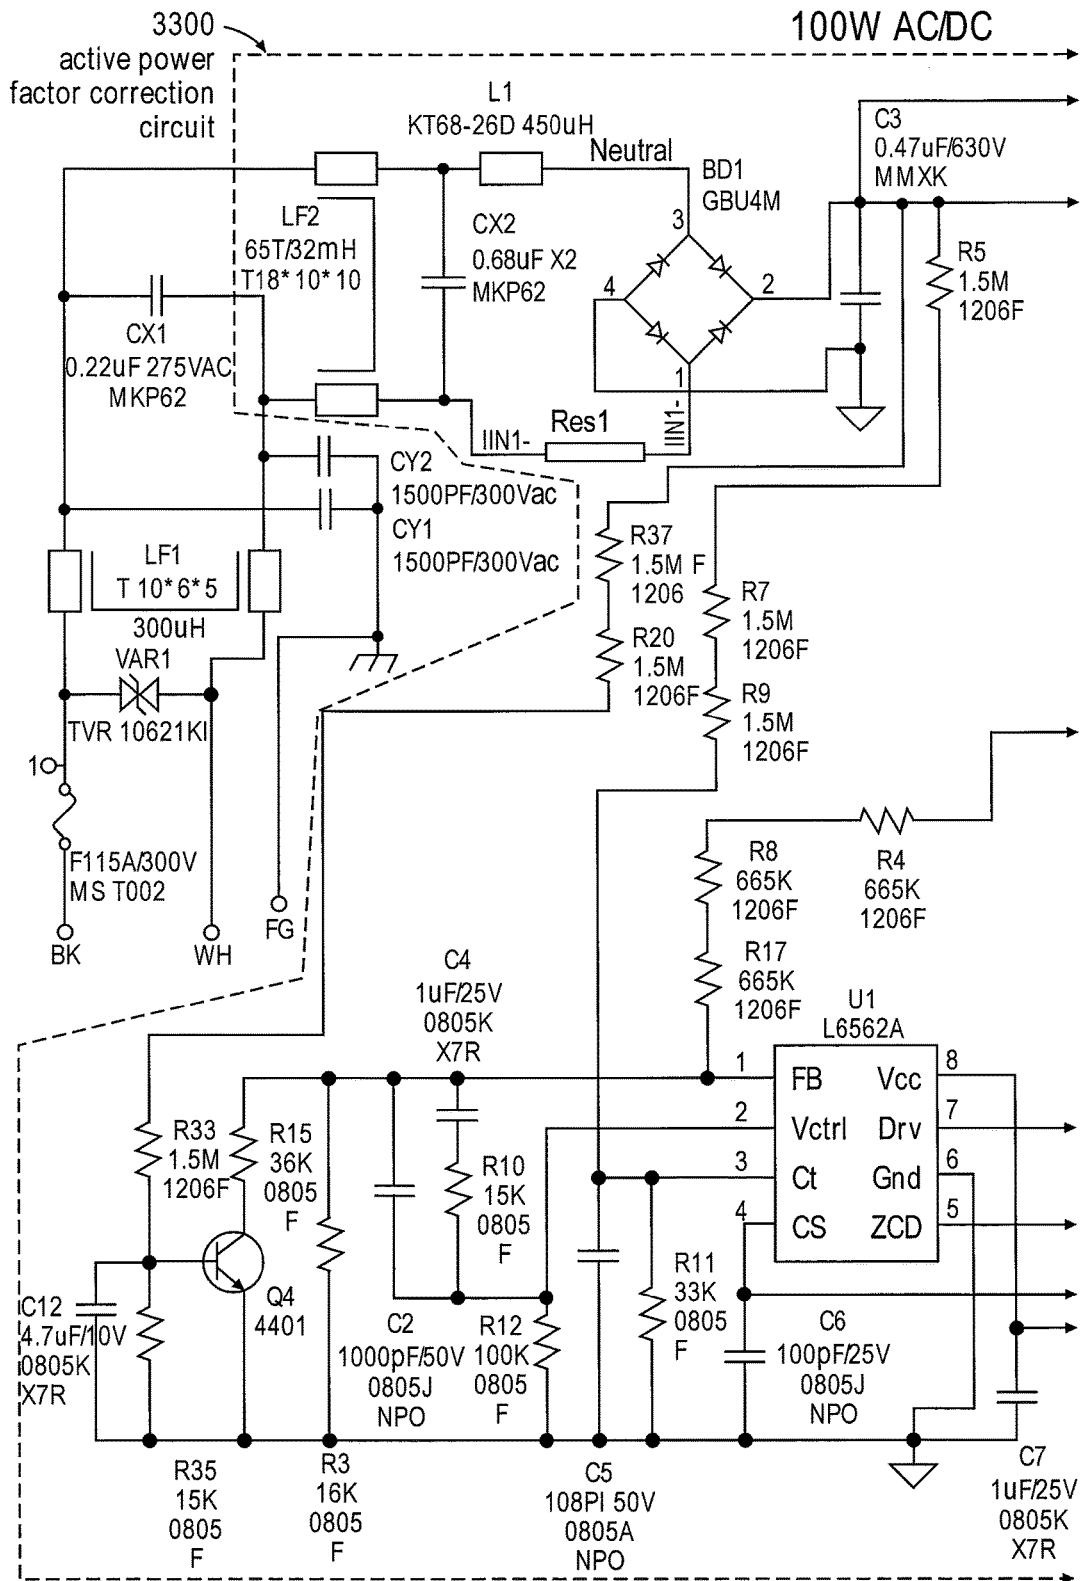 3300
active power
factor correction
circuit
100W AC/DC
L1
KT68-26D 450uH
Neutral
C3
0.47uF/630V
MMXK
BD1
GBU4M
LF2
65T/32mH
T18*10*10
CX2
0.68uF X2
MKP62
3
4
2
1
R5
1.5M
1206F
CX1
0.22uF 275VAC
MKP62
IIN1-
Res1
IIN1-
CY2
1500PF/300Vac
CY1
1500PF/300Vac
R37
1.5M F
1206
R7
1.5M
1206F
LF1
T 10*6*5
300uH
R20
1.5M
1206F
R9
1.5M
1206F
VAR1
TVR 10621KI
1
F115A/300V
MS T002
BK
WH
FG
R8
665K
1206F
R4
665K
1206F
R17
665K
1206F
C4
1uF/25V
0805K
X7R
U1
L6562A
1
FB
Vcc
8
2
Vctrl
Drv
7
3
Ct
Gnd
6
4
CS
ZCD
5
R33
1.5M
1206F
R15
36K
0805
F
R10
15K
0805
F
R11
33K
0805
F
Q4
4401
C12
4.7uF/10V
0805K
X7R
C2
1000pF/50V
0805J
NPO
R12
100K
0805
F
C6
100pF/25V
0805J
NPO
R35
15K
0805
F
R3
16K
0805
F
C5
108PI 50V
0805A
NPO
C7
1uF/25V
0805K
X7R